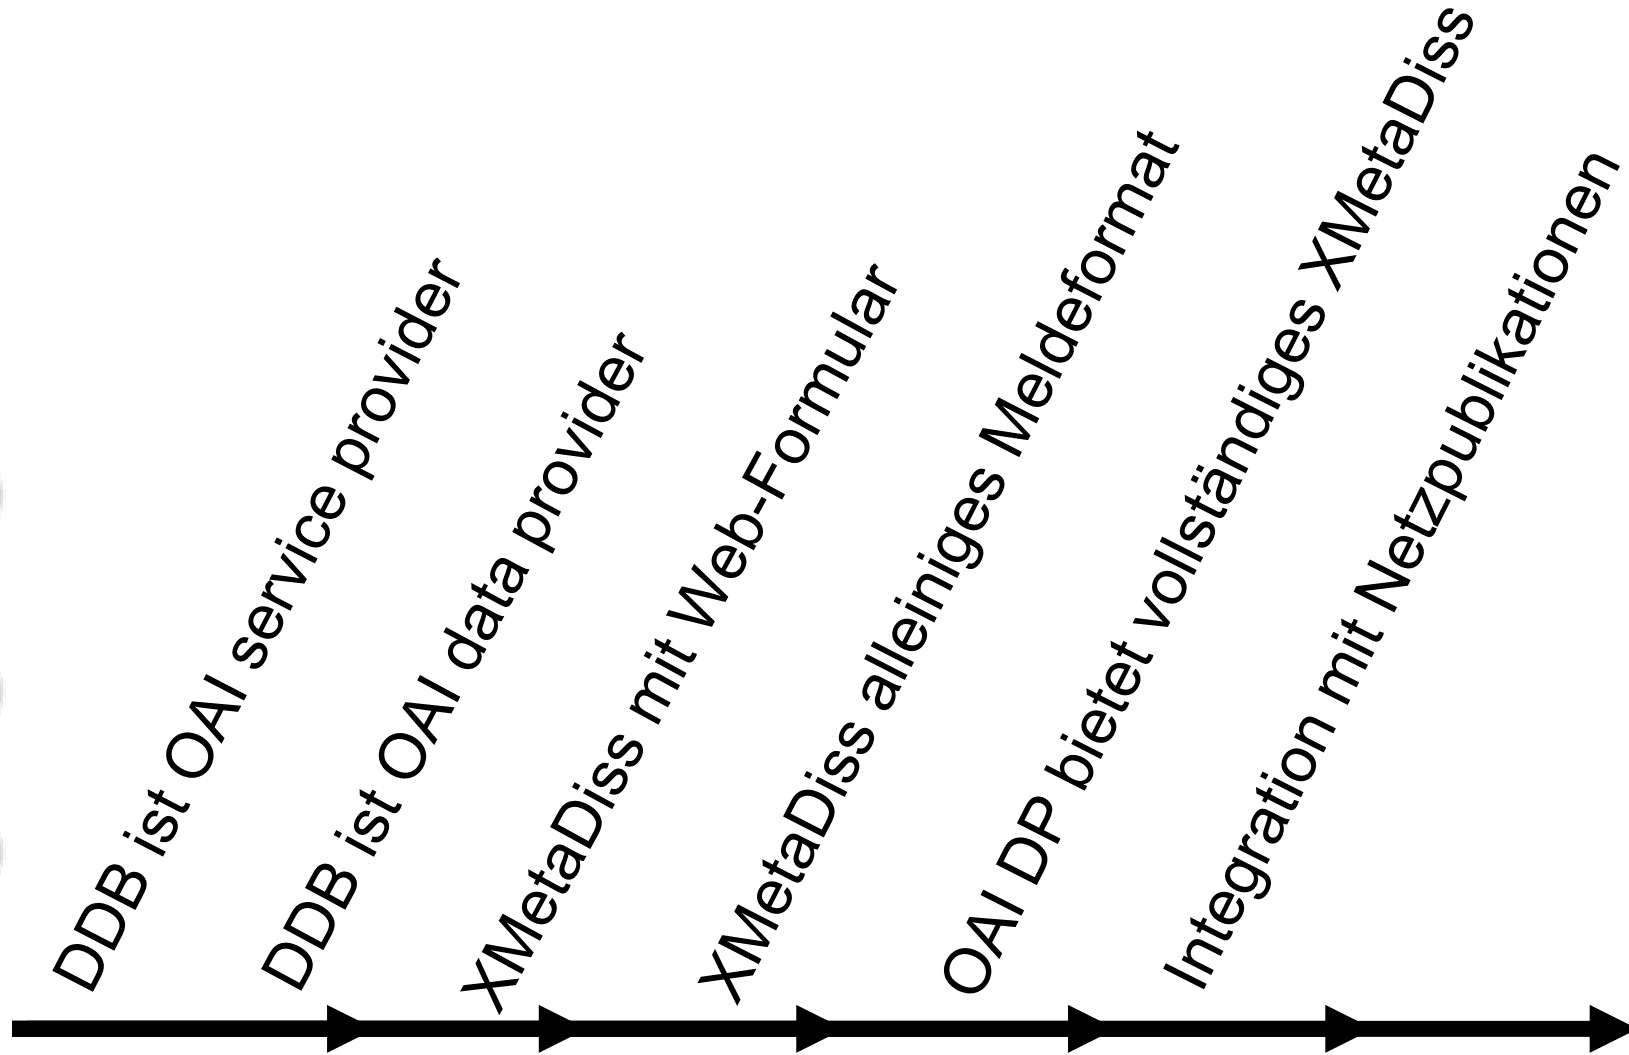 DDB ist OAI service provider
DDB ist OAI data provider
XMetaDiss mit Web-Formular
XMetaDiss alleiniges Meldeformat
OAI DP bietet vollständiges XMetaDiss
Integration mit Netzpublikationen